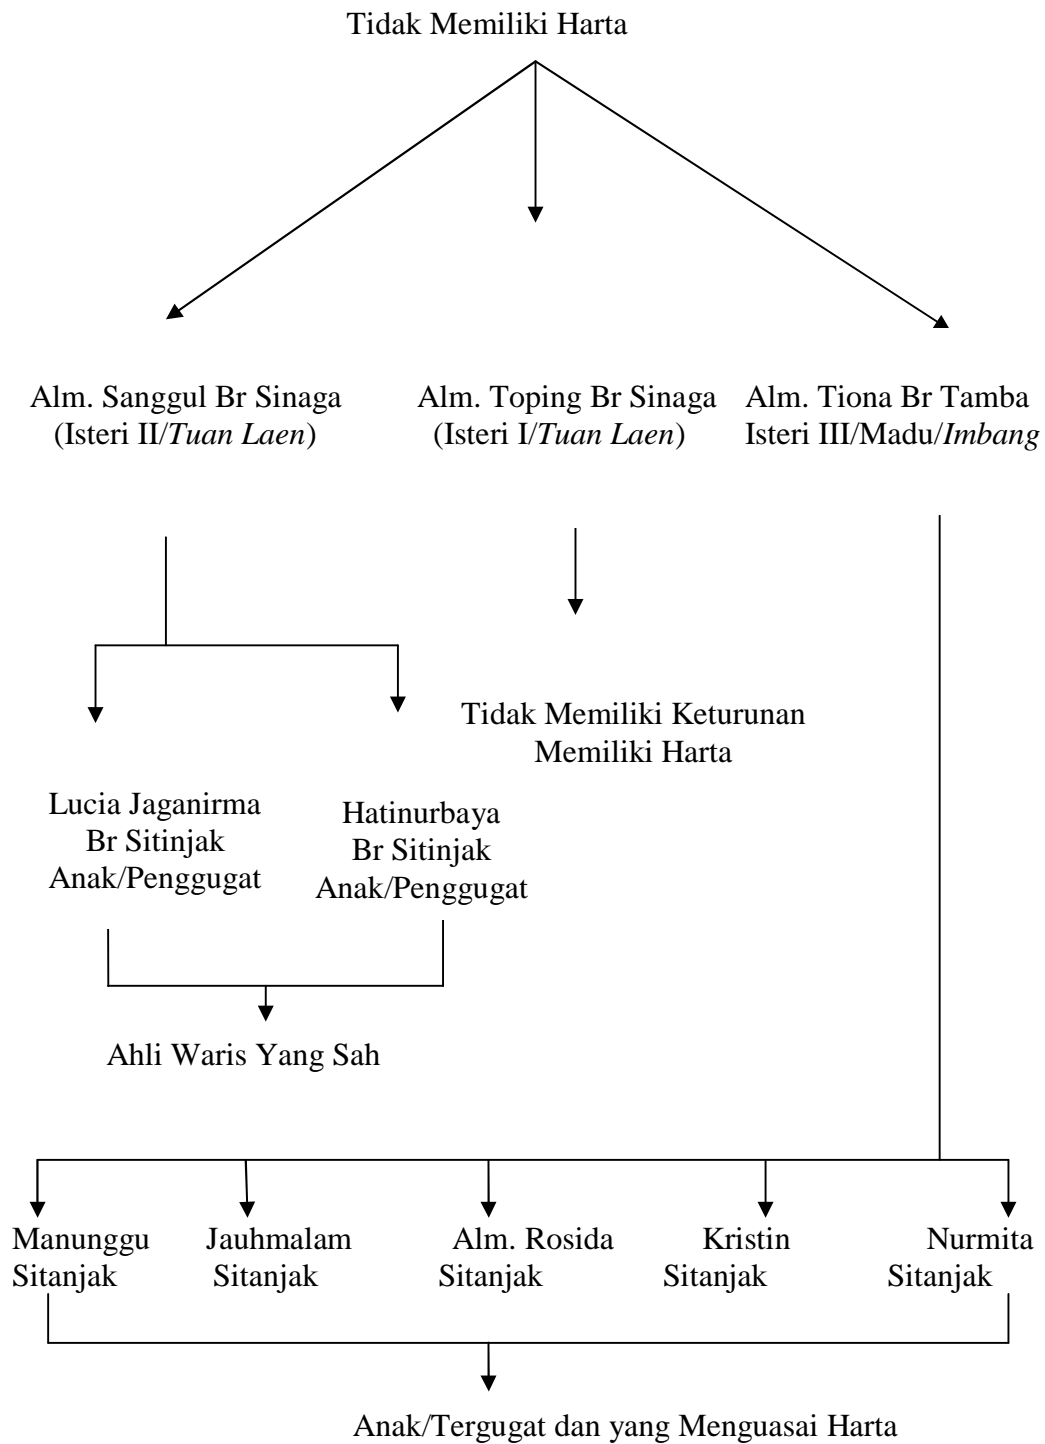 Tidak Memiliki Harta
Alm. Sanggul Br Sinaga
(Isteri II/Tuan Laen)
Alm. Toping Br Sinaga
(Isteri I/Tuan Laen)
Alm. Tiona Br Tamba
Isteri III/Madu/Imbang
Tidak Memiliki Keturunan
Memiliki Harta
Lucia Jaganirma
Br Sitinjak
Anak/Penggugat
Hatinurbaya
Br Sitinjak
Anak/Penggugat
Ahli Waris Yang Sah
Manunggu
Sitanjak
Jauhmalam
Sitanjak
Alm. Rosida
Sitanjak
Kristin
Sitanjak
Nurmita
Sitanjak
Anak/Tergugat dan yang Menguasai Harta